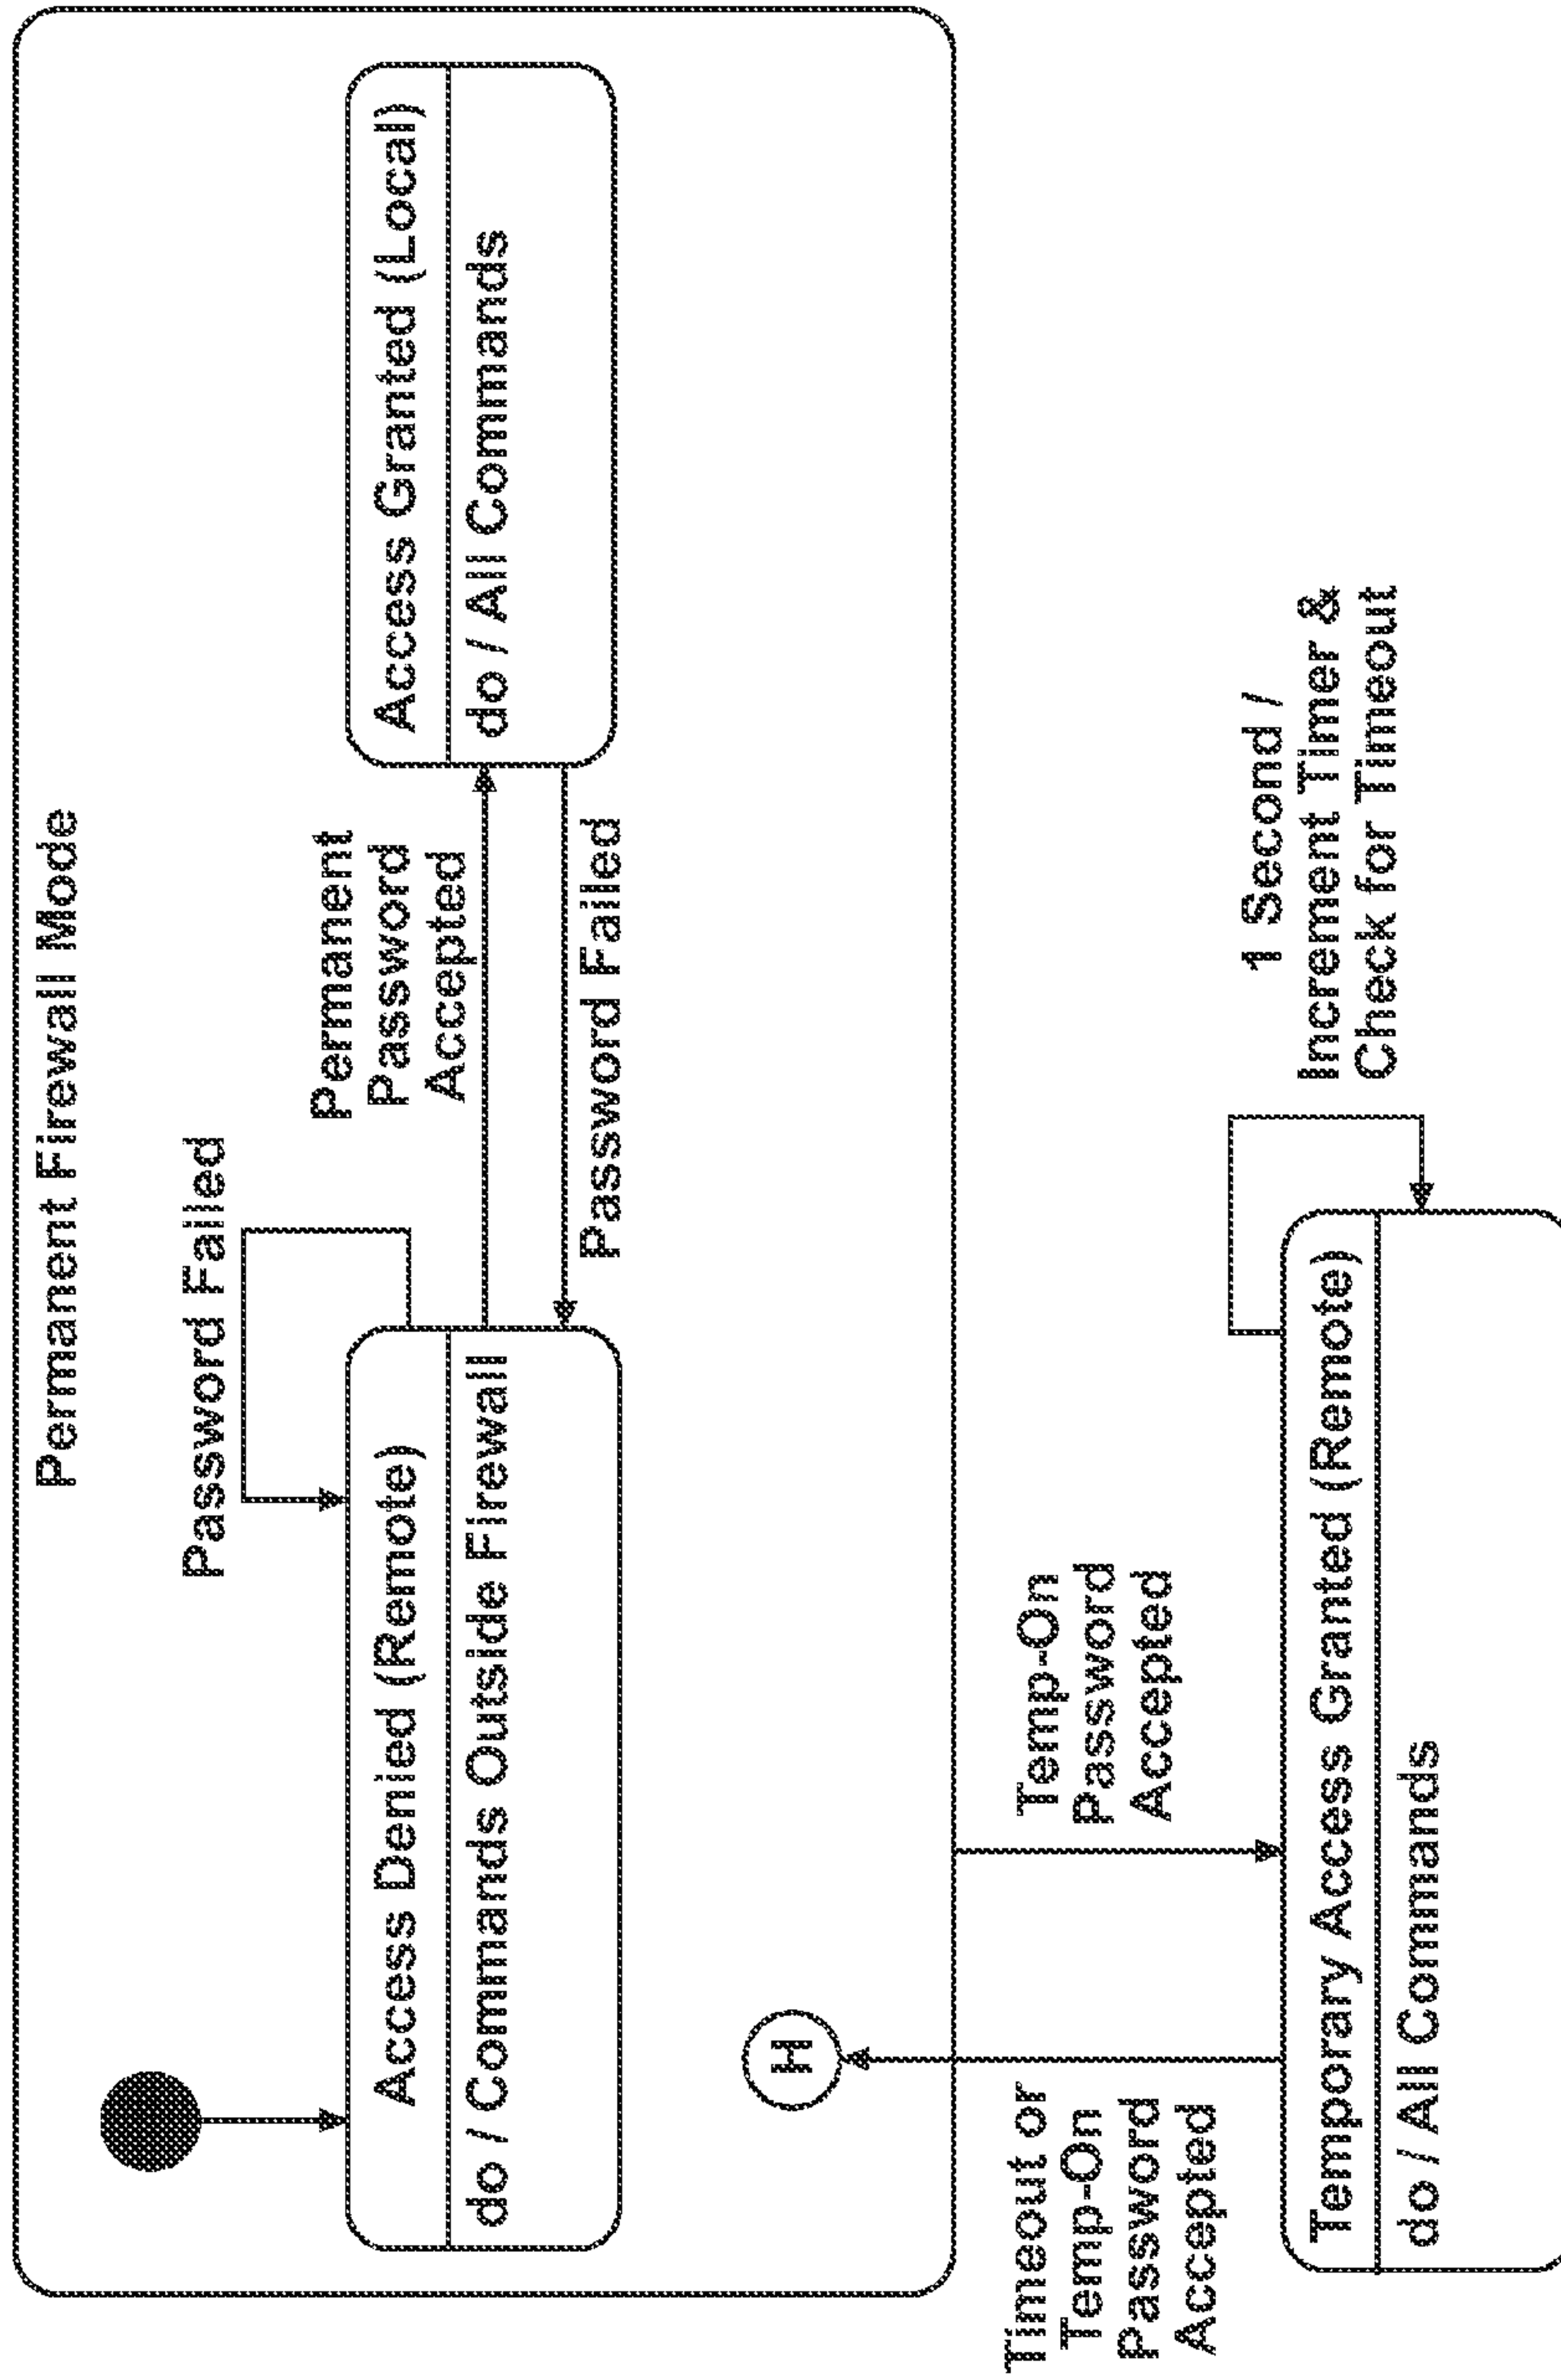 Permanent Firewall Mode
Password Failed
Access Denied (Remote)
do / Commands Outside Firewall
Permanent
Password
Accepted
Password Failed
Access Granted (Local)
do / All Commands
H
Timeout or
Temp-On
Password
Accepted
Temp-On
Password
Accepted
Temporary Access Granted (Remote)
do / All Commands
1 Second /
Increment Timer &
Check for Timeout